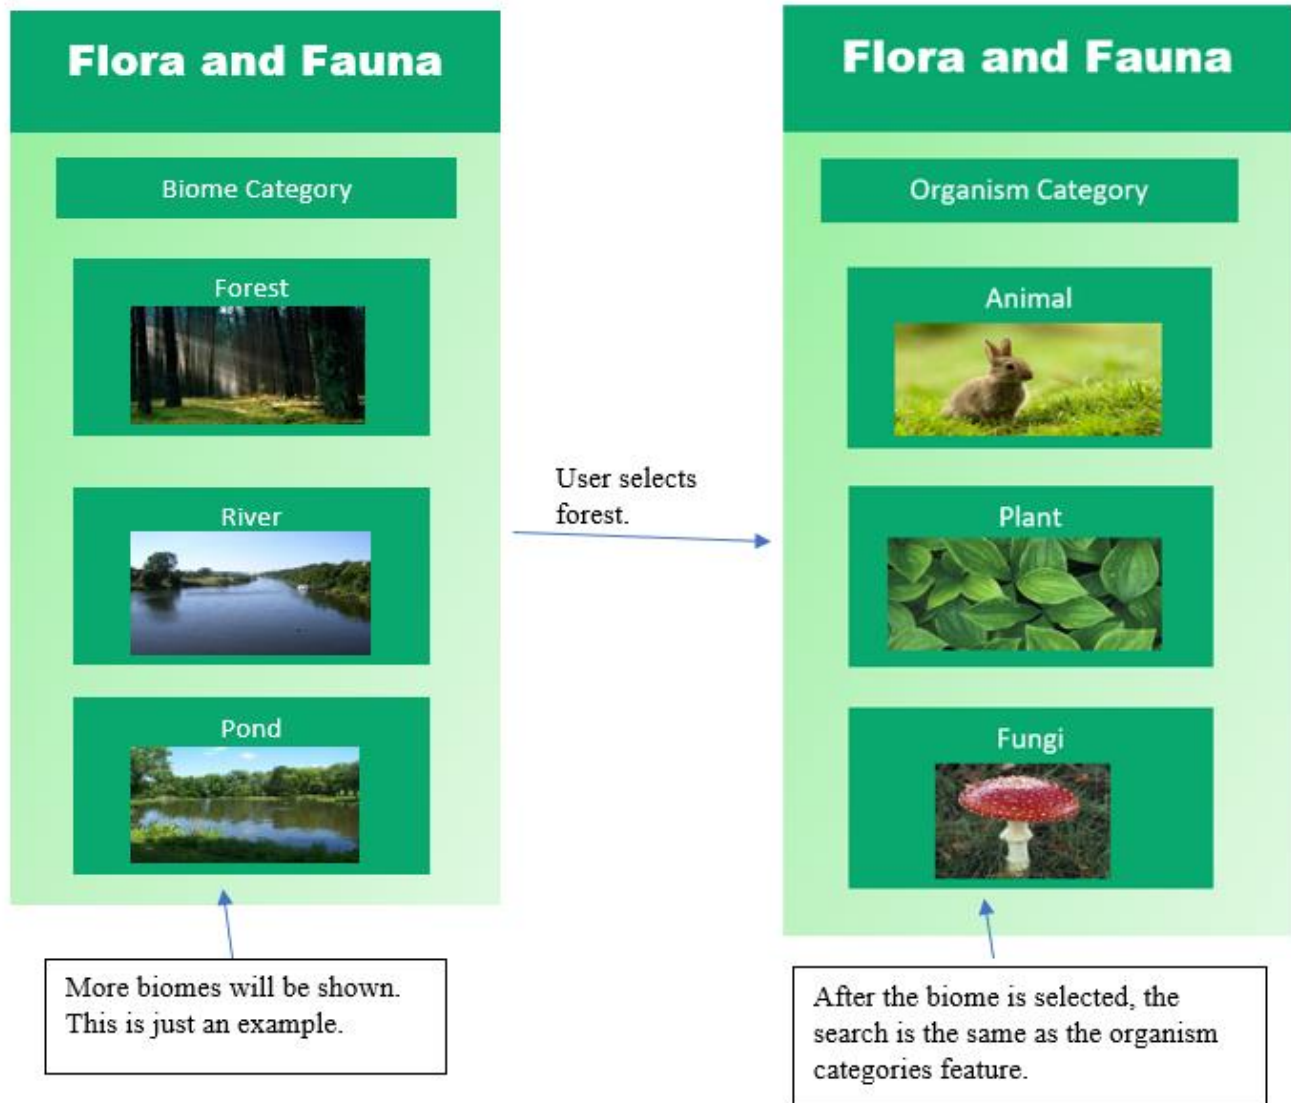 Flora and Fauna
Biome Category
Forest
River
Pond
More biomes will be shown.
This is just an example.
User selects
forest.
Flora and Fauna
Organism Category
Animal
Plant
Fungi
After the biome is selected, the
search is the same as the organism
categories feature.